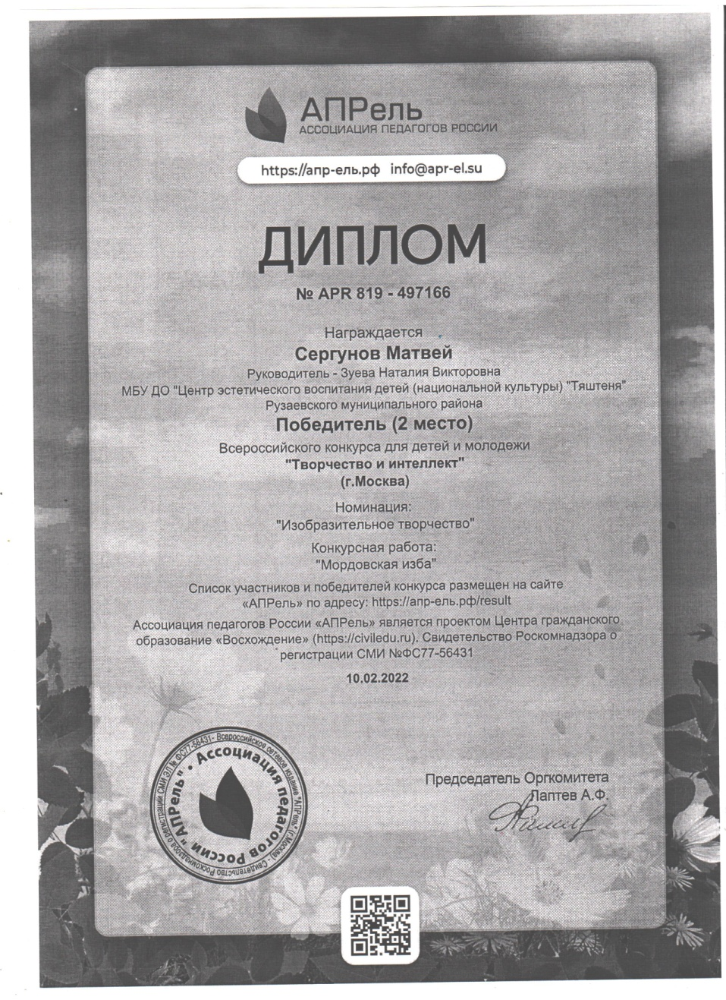 АПРель
АССОЦИАЦИЯ ПЕДАГОГОВ РОССИИ
https://апр-ель.рф info@apr-el.su
ДИПЛОМ
№ APR 819 - 497166
Награждается
Сергунов Матвей
Руководитель - Зуева Наталия Викторовна
МБУ ДО "Центр эстетического воспитания детей (национальной культуры) "Тяштеня"
Рузаевского муниципального района
Победитель (2 место)
Всероссийского конкурса для детей и молодежи
"Творчество и интеллект"
(г.Москва)
Номинация:
"Изобразительное творчество"
Конкурсная работа:
"Мордовская изба"
Список участников и победителей конкурса размещен на сайте
«АПРель» по адресу: https://апр-ель.рф/result
Ассоциация педагогов России «АПРель» является проектом Центра гражданского
образование «Восхождение» (https://civiledu.ru). Свидетельство Роскомнадзора о
регистрации СМИ №ФС77-56431
10.02.2022
Председатель Оргкомитета
Лаптев А.Ф.
Ассоциация педагогов России "АПРель"
Всероссийское сетевое издание "АПРель" (г.Москва) - Свидетельство Роскомнадзора о регистрации СМИ ЭЛ № ФС77-56431